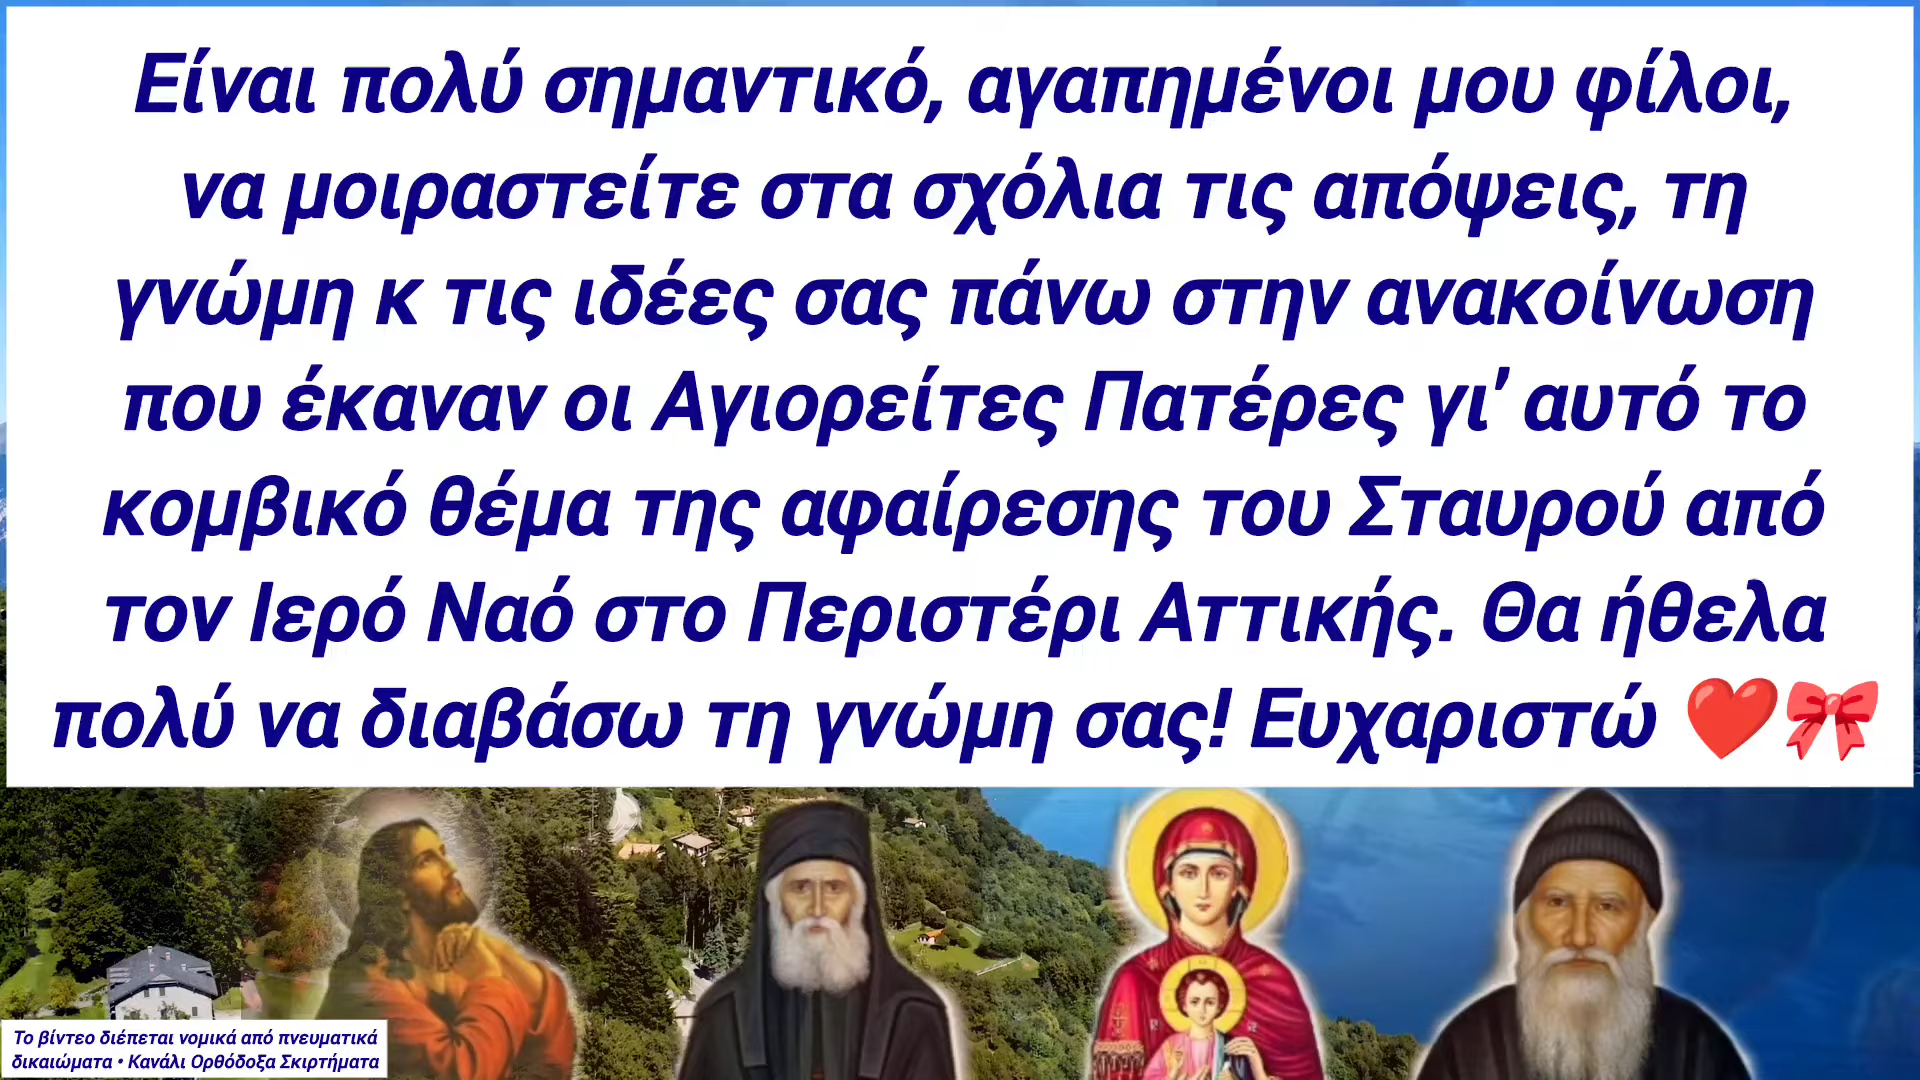 Είναι πολύ σημαντικό, αγαπημένοι μου φίλοι,
να μοιραστείτε στα σχόλια τις απόψεις, τη
γνώμη κ τις ιδέες σας πάνω στην ανακοίνωση
που έκαναν οι Αγιορείτες Πατέρες γι' αυτό το
κομβικό θέμα της αφαίρεσης του Σταυρού από
τον Ιερό Ναό στο Περιστέρι Αττικής. Θα ήθελα
πολύ να διαβάσω τη γνώμη σας! Ευχαριστώ ❤️🎀
Το βίντεο διέπεται νομικά από πνευματικά
δικαιώματα • Κανάλι Ορθόδοξα Σκιρτήματα